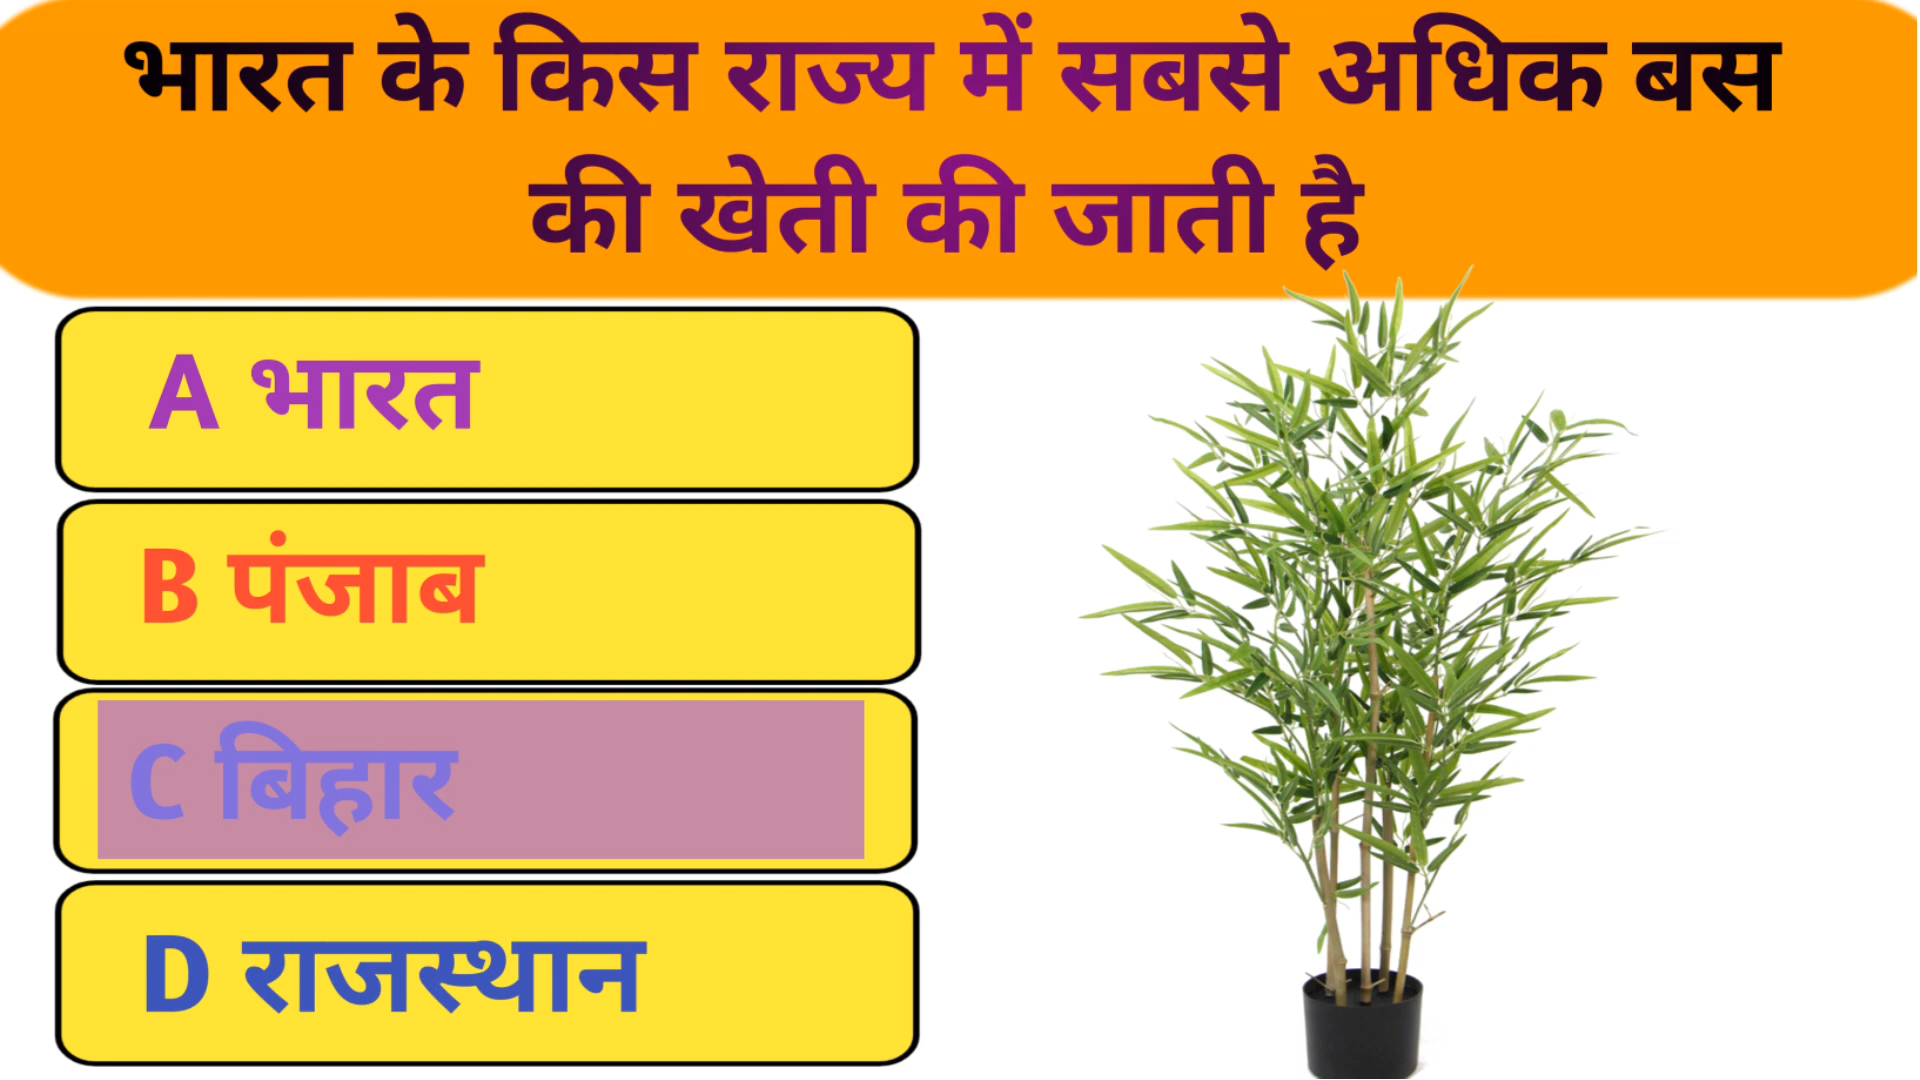 भारत के किस राज्य में सबसे अधिक बस
की खेती की जाती है
A भारत
B पंजाब
C बिहार
D राजस्थान